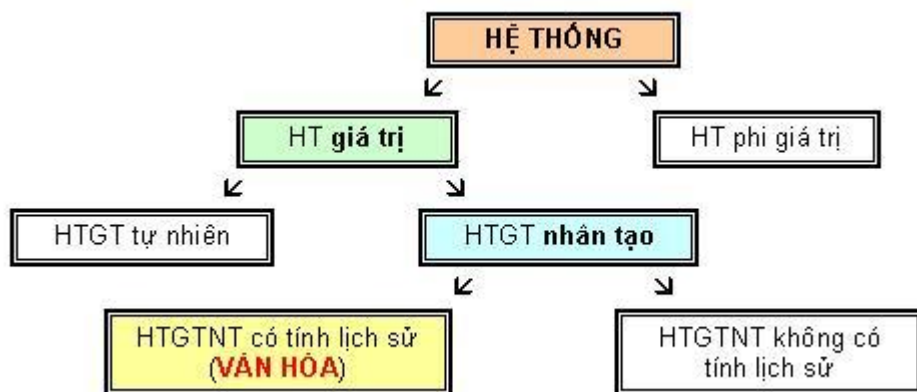 HỆ THỐNG
HT giá trị
HT phi giá trị
HTGT tự nhiên
HTGT nhân tạo
HTGTNT có tính lịch sử
(VĂN HÓA)
HTGTNT không có
tính lịch sử